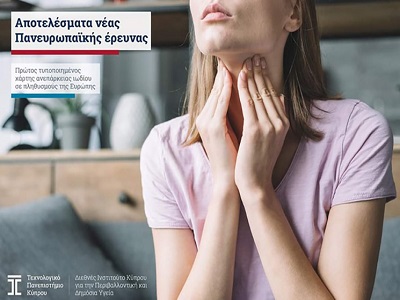 Αποτελέσματα νέας
Πανευρωπαϊκής έρευνας
Πρώτος τυποποιημένος
χάρτης ανεπάρκειας ιωδίου
σε πληθυσμούς της Ευρώπης
Τεχνολογικό
Πανεπιστήμιο
Κύπρου
Διεθνές Ινστιτούτο Κύπρου
για την Περιβαλλοντική και
Δημόσια Υγεία